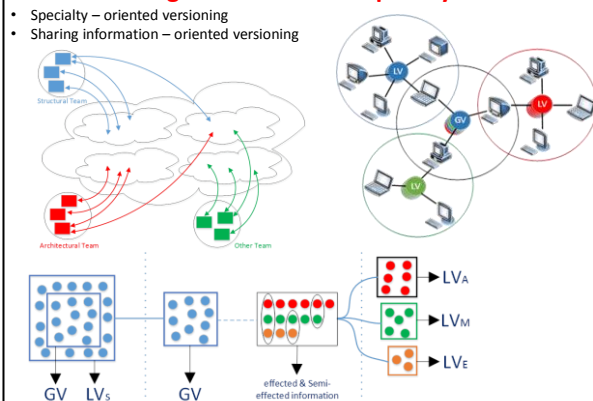 • Specialty – oriented versioning
• Sharing information – oriented versioning
Structural Team
Architectural Team
Other Team
LV
GV
LV
LV
GV
LVS
GV
effected & Semi-
effected information
LVA
LVM
LVE